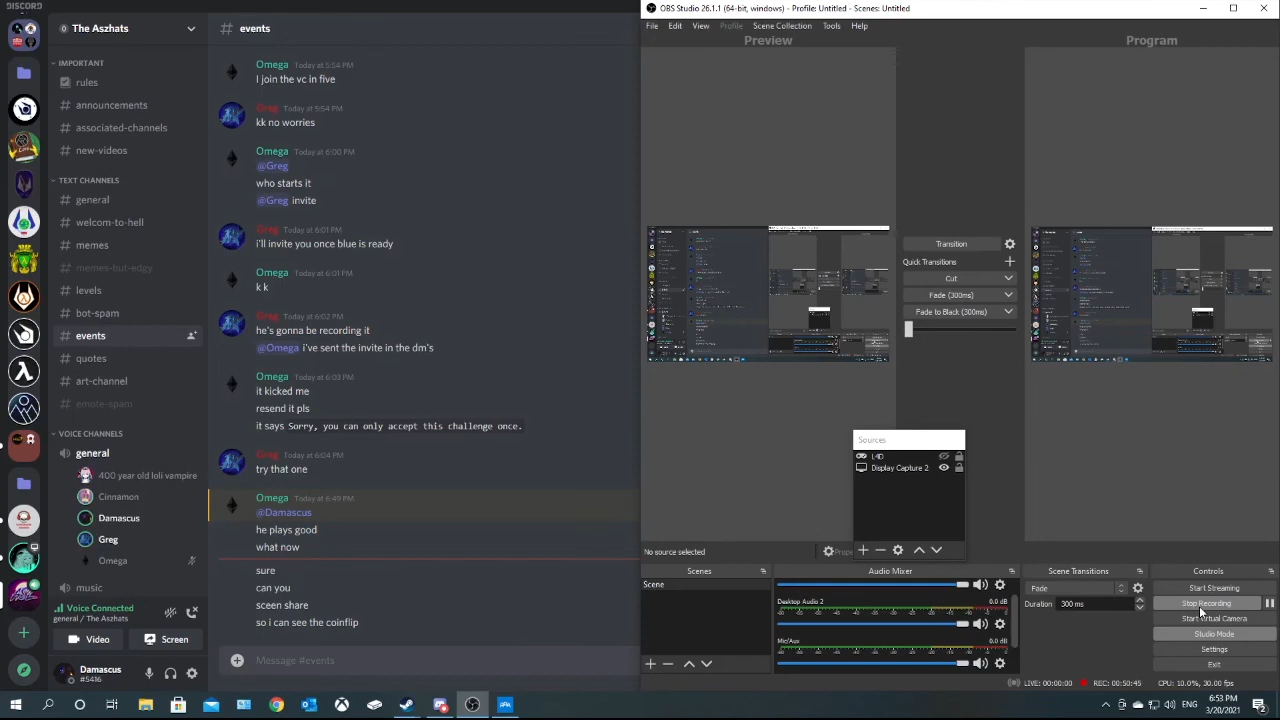 DISCORD
The Asshats
IMPORTANT
rules
announcements
associated-channels
new-videos
TEXT CHANNELS
general
welcom-to-hell
memes
memes-but-edgy
levels
bot-spam
events
quotes
art-channel
emote-spam
VOICE CHANNELS
general
400 year old loli vampire
Cinnamon
Damascus
Greg
Omega
music
Voice Connected
general / The Asshats
Video
Screen
Damascus
#5416
# events
Omega Today at 5:54 PM
I join the vc in five
Greg Today at 5:54 PM
kk no worries
Omega Today at 6:00 PM
@Greg
who starts it
@Greg invite
Greg Today at 6:01 PM
i'll invite you once blue is ready
Omega Today at 6:01 PM
k k
Greg Today at 6:02 PM
he's gonna be recording it
@Omega i've sent the invite in the dm's
Omega Today at 6:03 PM
it kicked me
resend it pls
it says Sorry, you can only accept this challenge once.
Greg Today at 6:04 PM
try that one
Omega Today at 6:49 PM
@Damascus
he plays good
what now
sure
can you
sceen share
so i can see the coinflip
Message #events
OBS Studio 26.1.1 (64-bit, windows) - Profile: Untitled - Scenes: Untitled
File Edit View Profile Scene Collection Tools Help
Preview
Program
Transition
Quick Transitions
Cut
Fade (300ms)
Fade to Black (300ms)
Sources
L4D
Display Capture 2
No source selected
Prope
Scenes
Scene
Audio Mixer
Desktop Audio 2 0.0 dB
Mic/Aux 0.0 dB
Scene Transitions
Fade
Duration 300 ms
Controls
Start Streaming
Stop Recording
Start Virtual Camera
Studio Mode
Settings
Exit
LIVE: 00:00:00 REC: 00:50:45 CPU: 10.0%, 30.00 fps
ENG
6:53 PM
3/20/2021